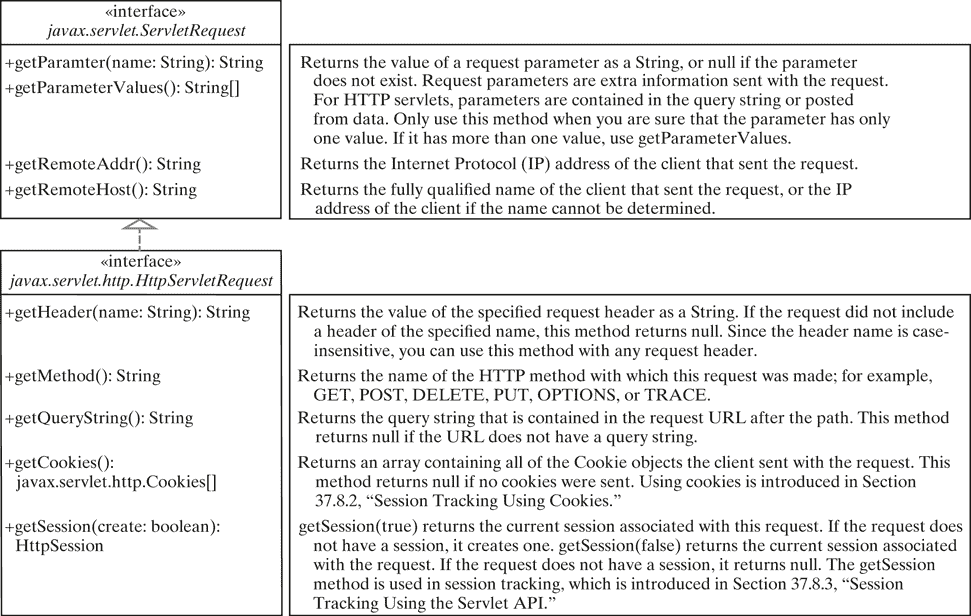 «interface»
javax.servlet.ServletRequest
+getParamter(name: String): String
+getParameterValues(): String[]
+getRemoteAddr(): String
+getRemoteHost(): String
Returns the value of a request parameter as a String, or null if the parameter
does not exist. Request parameters are extra information sent with the request.
For HTTP servlets, parameters are contained in the query string or posted
from data. Only use this method when you are sure that the parameter has only
one value. If it has more than one value, use getParameterValues.
Returns the Internet Protocol (IP) address of the client that sent the request.
Returns the fully qualified name of the client that sent the request, or the IP
address of the client if the name cannot be determined.
«interface»
javax.servlet.http.HttpServletRequest
+getHeader(name: String): String
+getMethod(): String
+getQueryString(): String
+getCookies():
javax.servlet.http.Cookies[]
+getSession(create: boolean):
HttpSession
Returns the value of the specified request header as a String. If the request did not include
a header of the specified name, this method returns null. Since the header name is case-
insensitive, you can use this method with any request header.
Returns the name of the HTTP method with which this request was made; for example,
GET, POST, DELETE, PUT, OPTIONS, or TRACE.
Returns the query string that is contained in the request URL after the path. This method
returns null if the URL does not have a query string.
Returns an array containing all of the Cookie objects the client sent with the request. This
method returns null if no cookies were sent. Using cookies is introduced in Section
37.8.2, “Session Tracking Using Cookies.”
getSession(true) returns the current session associated with this request. If the request does
not have a session, it creates one. getSession(false) returns the current session associated
with the request. If the request does not have a session, it returns null. The getSession
method is used in session tracking, which is introduced in Section 37.8.3, “Session
Tracking Using the Servlet API.”